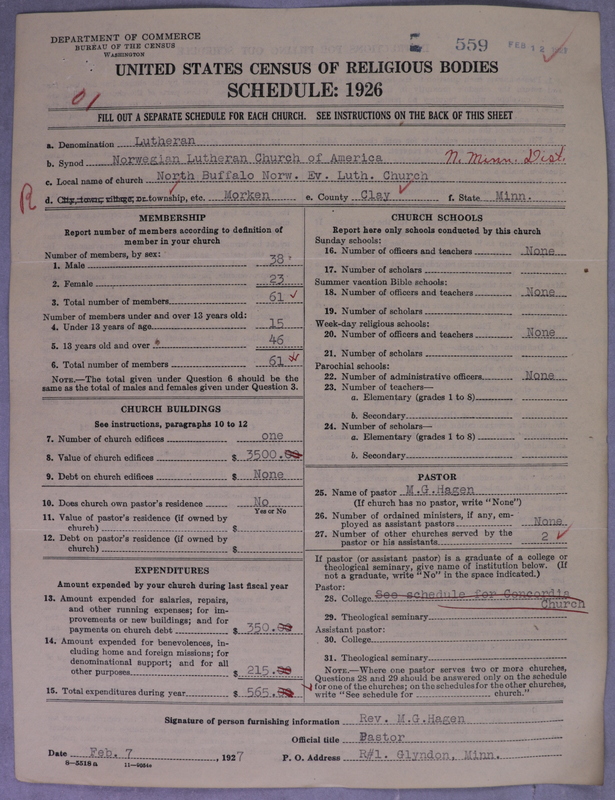 DEPARTMENT OF COMMERCE
BUREAU OF THE CENSUS
WASHINGTON
559 FEB 12
UNITED STATES CENSUS OF RELIGIOUS BODIES
SCHEDULE: 1926
01
FILL OUT A SEPARATE SCHEDULE FOR EACH CHURCH. SEE INSTRUCTIONS ON THE BACK OF THIS SHEET
a. Denomination Lutheran
b. Synod Norwegian Lutheran Church of America N. Minn. Dist.
c. Local name of church North Buffalo Norw. Ev. Luth. Church
R d. City, town, village, or township, etc. Morken e. County Clay f. State Minn.
MEMBERSHIP
Report number of members according to definition of
member in your church
Number of members, by sex:
1. Male 38
2. Female 23
3. Total number of members 61
Number of members under and over 13 years old:
4. Under 13 years of age 15
5. 13 years old and over 46
6. Total number of members 61
NOTE.—The total given under Question 6 should be
same as the total of males and females given under Question 3.
CHURCH BUILDINGS
See instructions, paragraphs 10 to 12
7. Number of church edifices one
8. Value of church edifices $ 3500.00
9. Debt on church edifices $ None
10. Does church own pastor's residence No
Yes or No
11. Value of pastor's residence (if owned by
church) $
12. Debt on pastor's residence (if owned by
church) $
EXPENDITURES
Amount expended by your church during last fiscal year
13. Amount expended for salaries, repairs,
and other running expenses; for im-
provements or new buildings; and for
payments on church debt $ 350.00
14. Amount expended for benevolences, in-
cluding home and foreign missions; for
denominational support; and for all
other purposes $ 215.00
15. Total expenditures during year $ 565.00
CHURCH SCHOOLS
Report here only schools conducted by this church
Sunday schools:
16. Number of officers and teachers None
17. Number of scholars
Summer vacation Bible schools:
18. Number of officers and teachers None
19. Number of scholars
Week-day religious schools:
20. Number of officers and teachers None
21. Number of scholars
Parochial schools:
22. Number of administrative officers None
23. Number of teachers—
a. Elementary (grades 1 to 8)
b. Secondary
24. Number of scholars—
a. Elementary (grades 1 to 8)
b. Secondary
PASTOR
25. Name of pastor M.G.Hagen
(If church has no pastor, write "None")
26. Number of ordained ministers, if any, em-
ployed as assistant pastors None
27. Number of other churches served by the
pastor or his assistants 2
If pastor (or assistant pastor) is a graduate of a college or
theological seminary, give name of institution below. (If
not a graduate, write "No" in the space indicated.)
Pastor:
28. College See schedule for Concordia
Church
29. Theological seminary
Assistant pastor:
30. College
31. Theological seminary
NOTE.—Where one pastor serves two or more churches,
Questions 28 and 29 should be answered only on the schedule
for one of the churches; on the schedules for the other churches,
write "See schedule for church."
Signature of person furnishing information Rev. M.G.Hagen
Official title Pastor
Date Feb. 7, 1927 P. O. Address R#1. Glyndon, Minn.
8-5518 a